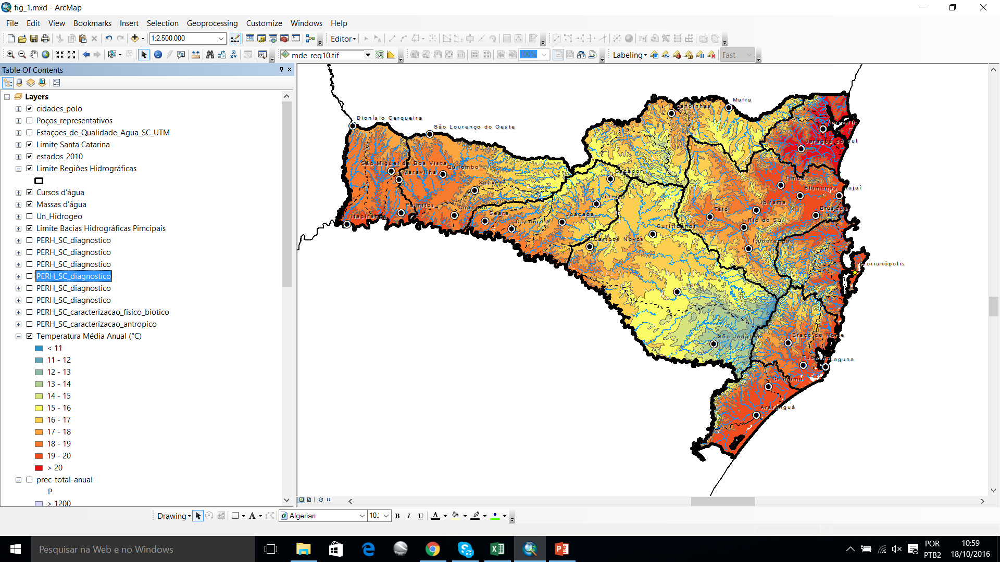 fig_1.mxd - ArcMap
File Edit View Bookmarks Insert Selection Geoprocessing Customize Windows Help
1:2.500.000
Editor
mde_reg10.tif
100%
Labeling
Fast
Table Of Contents
Layers
cidades_polo
Poços_representativos
Estaçoes_de_Qualidade_Agua_SC_UTM
Limite Santa Catarina
estados_2010
Limite Regiões Hidrográficas
Cursos d'água
Massas d'água
Un_Hidrogeo
Limite Bacias Hidrográficas Pirncipais
PERH_SC_diagnostico
PERH_SC_diagnostico
PERH_SC_diagnostico
PERH_SC_diagnostico
PERH_SC_diagnostico
PERH_SC_diagnostico
PERH_SC_caracterizacao_fisico_biotico
PERH_SC_caracterizacao_antropico
Temperatura Média Anual (°C)
< 11
11 - 12
12 - 13
13 - 14
14 - 15
15 - 16
16 - 17
17 - 18
18 - 19
19 - 20
> 20
prec-total-anual
P
> 1200
Mafra
Canoinhas
Dionísio Cerqueira
São Lourenço do Oeste
Joinville
Jaraguá do Sul
São Miguel da Boa Vista
Quilombo
Maravilha
Caçador
Timbó
Xanxerê
Blumenau
Itajaí
Videira
Ibirama
Palmitos
Chapecó
Seara
Joaçaba
Taió
Brusque
Itapiranga
Concórdia
Rio do Sul
Curitibanos
Campos Novos
Ituporanga
Florianópolis
Lages
São Joaquim
Braço do Norte
Tubarão
Laguna
Criciúma
Araranguá
Drawing
Algerian
B I U A
Pesquisar na Web e no Windows
POR
PTB2
10:59
18/10/2016